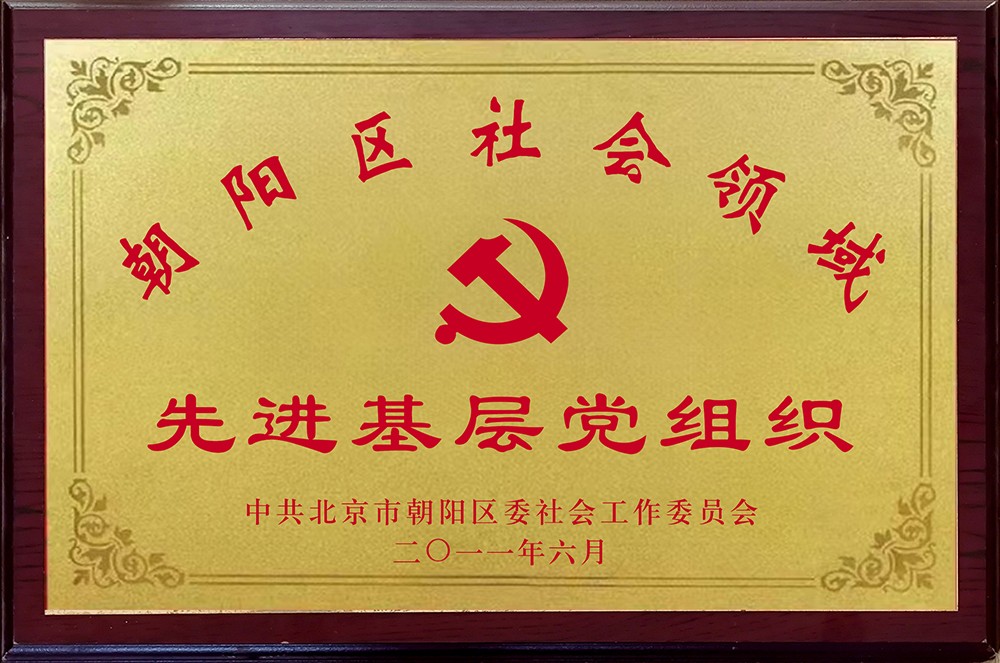 朝阳区社会领域
先进基层党组织
中共北京市朝阳区委社会工作委员会
二〇一一年六月